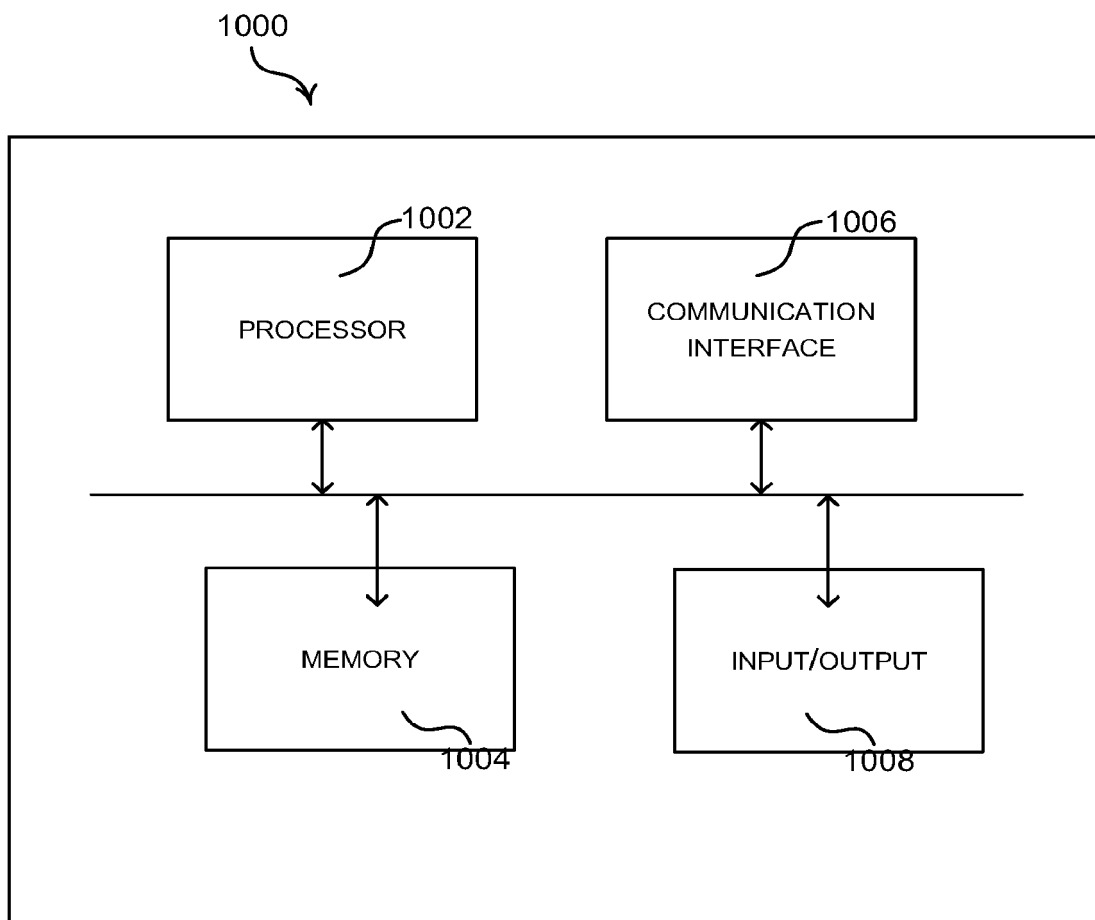 1000
1002
PROCESSOR
1006
COMMUNICATION
INTERFACE
MEMORY
1004
INPUT/OUTPUT
1008